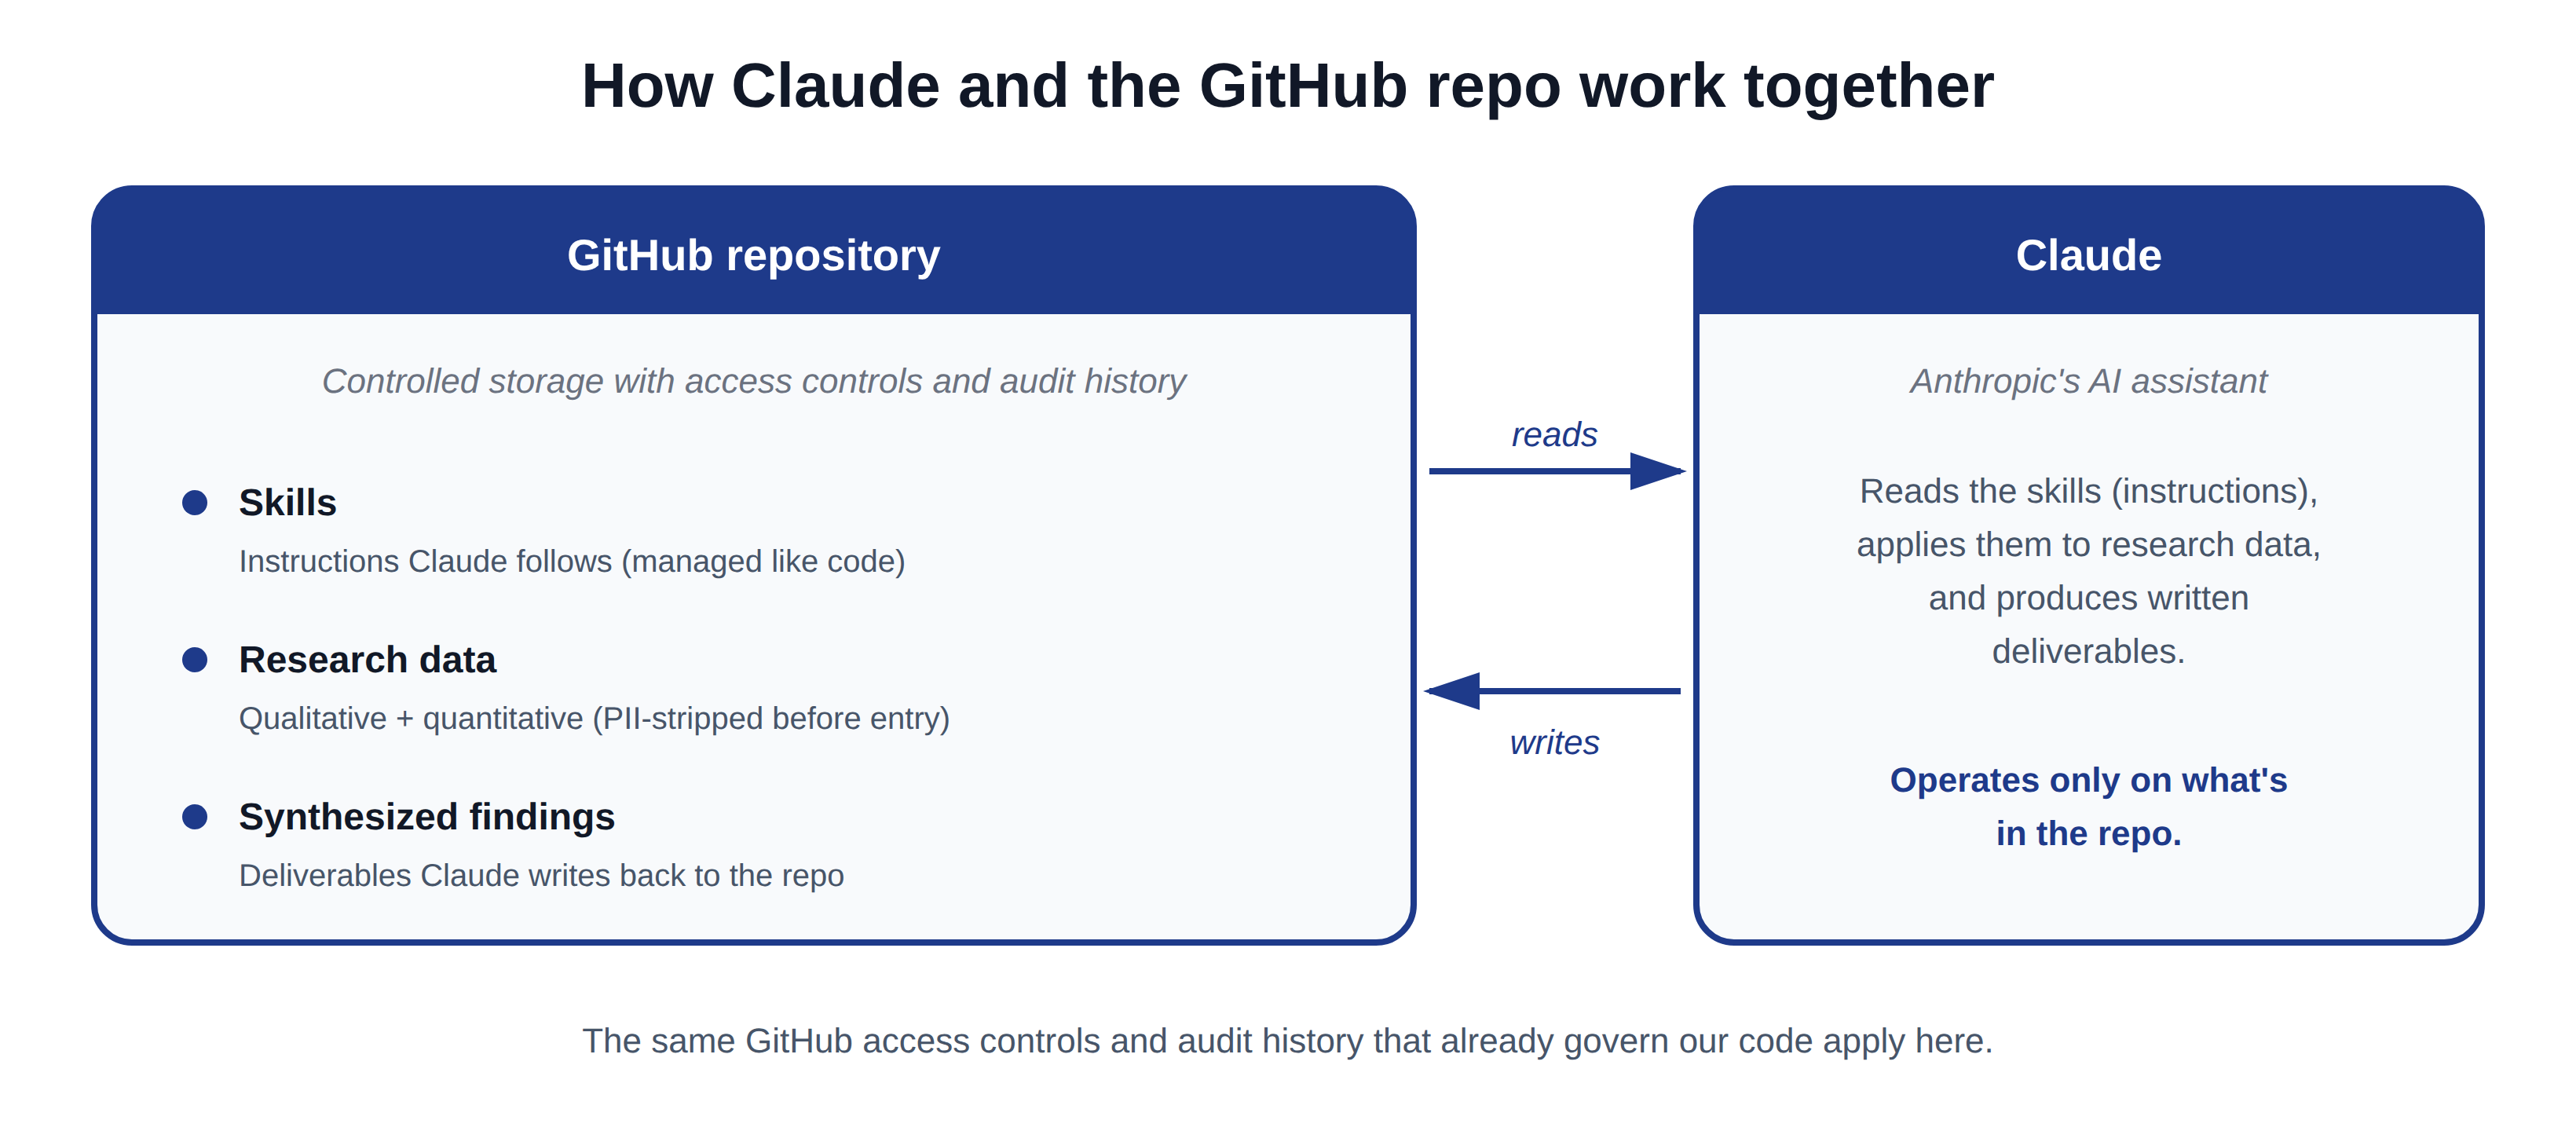 How Claude and the GitHub repo work together
GitHub repository
Controlled storage with access controls and audit history
Skills
Instructions Claude follows (managed like code)
Research data
Qualitative + quantitative (PII-stripped before entry)
Synthesized findings
Deliverables Claude writes back to the repo
reads
writes
Claude
Anthropic's AI assistant
Reads the skills (instructions),
applies them to research data,
and produces written
deliverables.
Operates only on what's
in the repo.
The same GitHub access controls and audit history that already govern our code apply here.